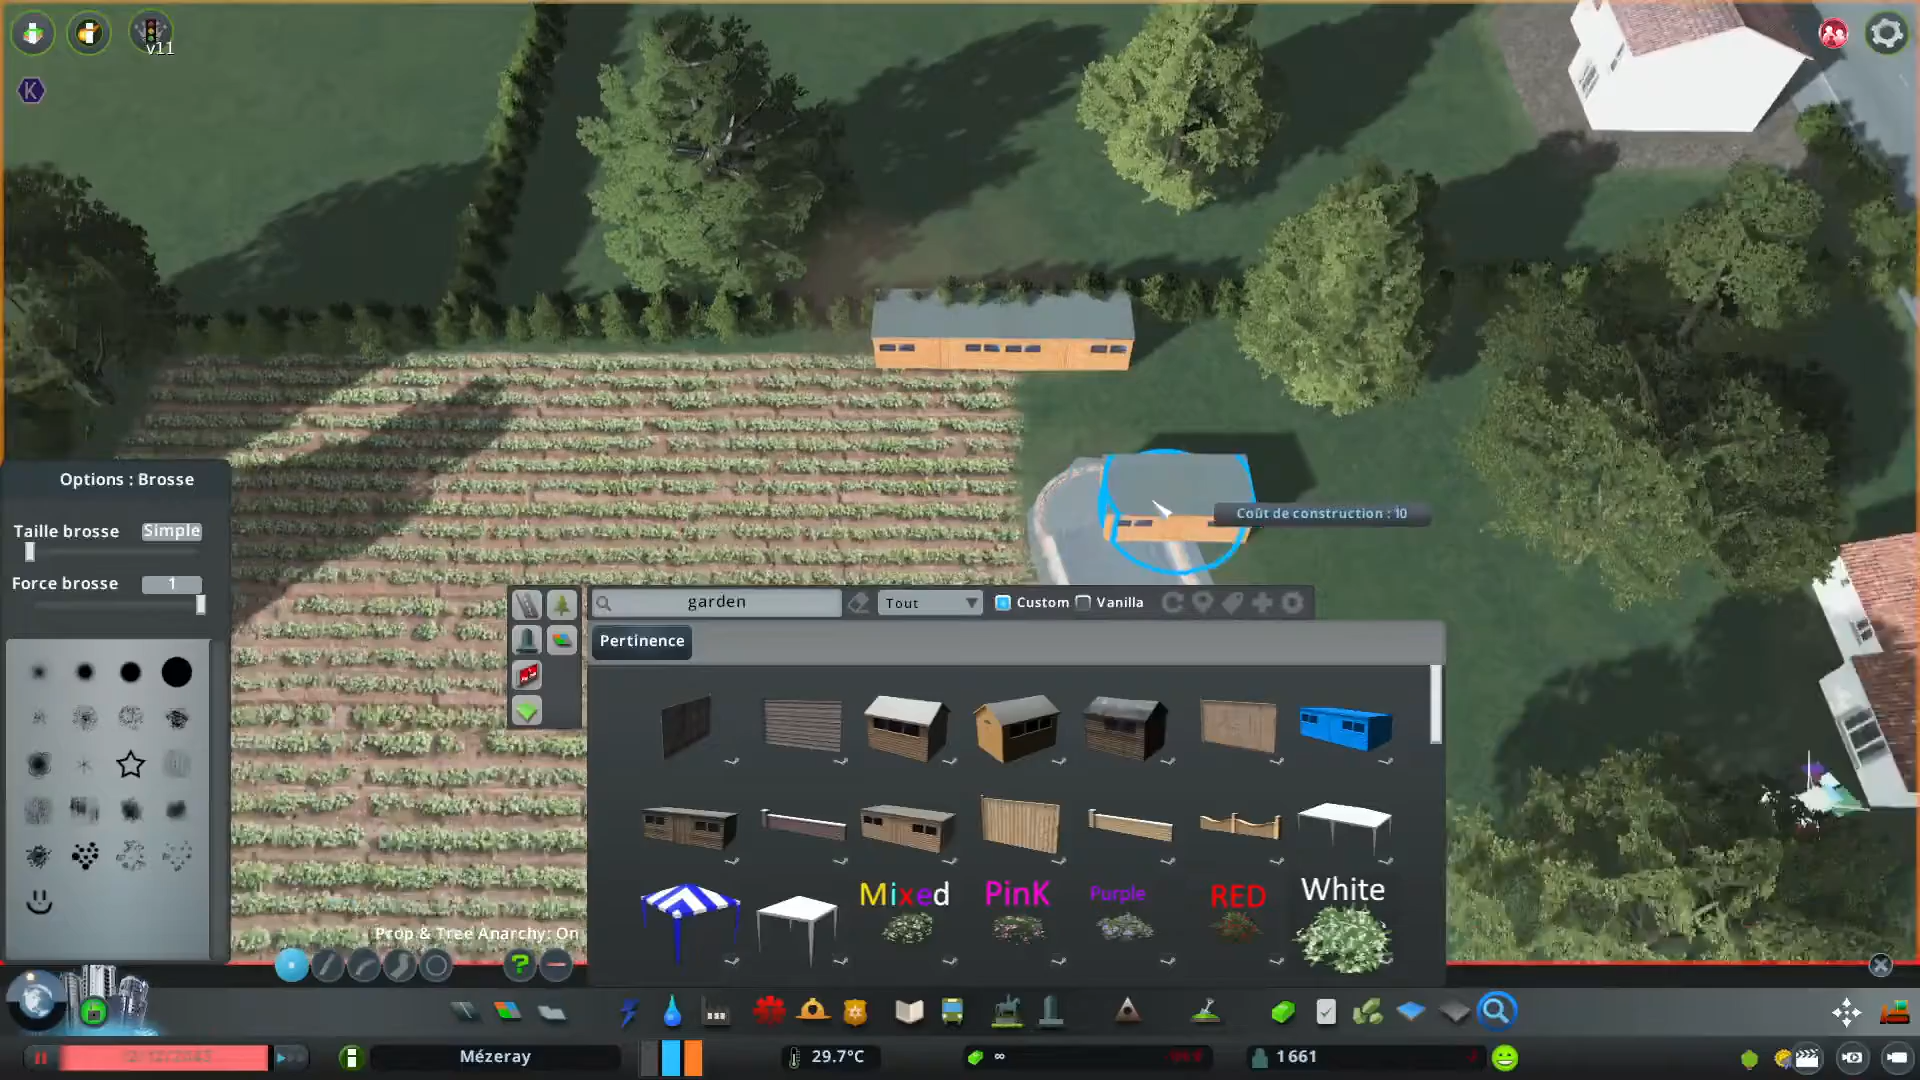 v11
K
Options : Brosse
Taille brosse
Simple
Force brosse
1
Coût de construction : 10
garden
Tout
Custom
Vanilla
Pertinence
Mixed
PinK
Purple
RED
White
Prop & Tree Anarchy: On
Mézeray
29.7°C
∞
1 661